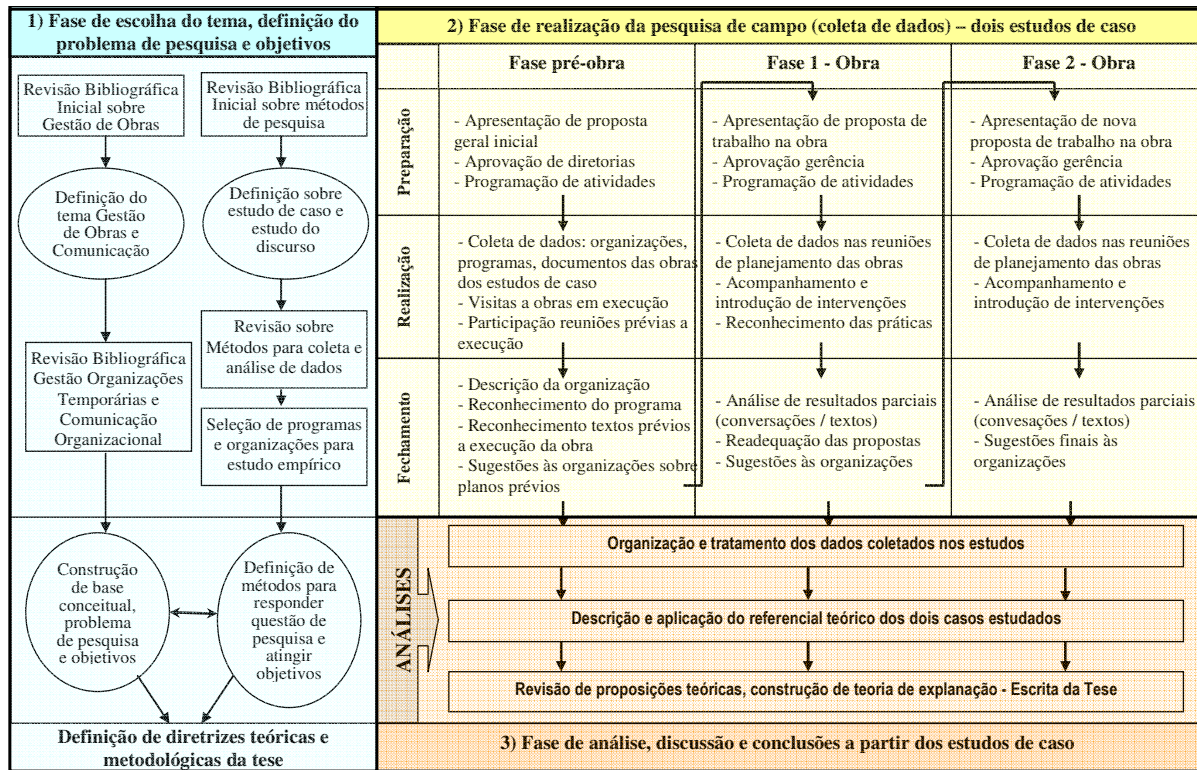 1) Fase de escolha do tema, definição do
problema de pesquisa e objetivos
Revisão Bibliográfica
Inicial sobre
Gestão de Obras
Revisão Bibliográfica
Inicial sobre métodos
de pesquisa
Definição do
tema Gestão
de Obras e
Comunicação
Definição sobre
estudo de caso e
estudo do
discurso
Revisão sobre
Métodos para coleta e
análise de dados
Revisão Bibliográfica
Gestão Organizações
Temporárias e
Comunicação
Organizacional
Seleção de programas
e organizações para
estudo empírico
Construção
de base
conceitual,
problema
de pesquisa
e objetivos
Definição de
métodos para
responder
questão de
pesquisa e
atingir
objetivos
Definição de diretrizes teóricas e
metodológicas da tese
2) Fase de realização da pesquisa de campo (coleta de dados) – dois estudos de caso
Fase pré-obra
Fase 1 - Obra
Fase 2 - Obra
Preparação
- Apresentação de proposta
geral inicial
- Aprovação de diretorias
- Programação de atividades
- Apresentação de proposta de
trabalho na obra
- Aprovação gerência
- Programação de atividades
- Apresentação de nova
proposta de trabalho na obra
- Aprovação gerência
- Programação de atividades
Realização
- Coleta de dados: organizações,
programas, documentos das obras
dos estudos de caso
- Visitas a obras em execução
- Participação reuniões prévias a
execução
- Coleta de dados nas reuniões
de planejamento das obras
- Acompanhamento e
introdução de intervenções
- Reconhecimento das práticas
- Coleta de dados nas reuniões
de planejamento das obras
- Acompanhamento e
introdução de intervenções
Fechamento
- Descrição da organização
- Reconhecimento do programa
- Reconhecimento textos prévios
a execução da obra
- Sugestões às organizações sobre
planos prévios
- Análise de resultados parciais
(conversações / textos)
- Readequação das propostas
- Sugestões às organizações
- Análise de resultados parciais
(convesações / textos)
- Sugestões finais às
organizações
ANÁLISES
Organização e tratamento dos dados coletados nos estudos
Descrição e aplicação do referencial teórico dos dois casos estudados
Revisão de proposições teóricas, construção de teoria de explanação - Escrita da Tese
3) Fase de análise, discussão e conclusões a partir dos estudos de caso